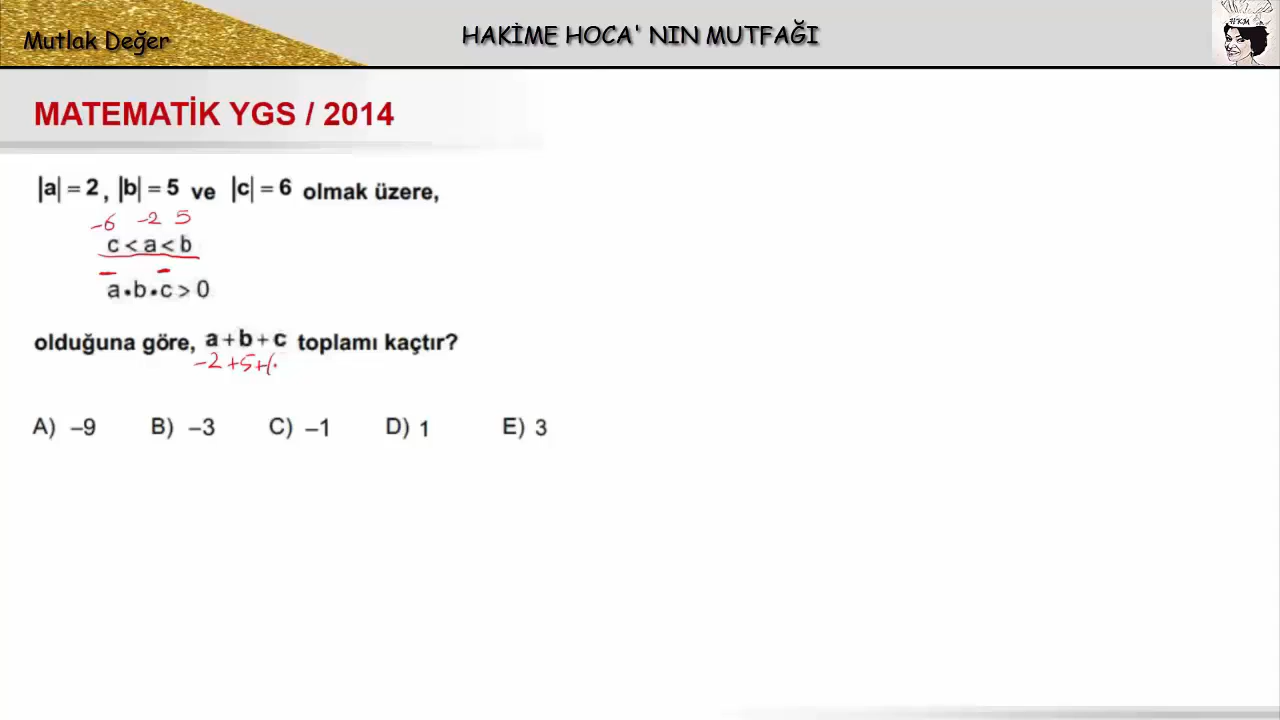 Mutlak Değer
HAKİME HOCA' NIN MUTFAĞI
#KM
MATEMATİK YGS / 2014
|a| = 2, |b| = 5 ve |c| = 6 olmak üzere,
-6 -2 5
c < a < b
- -
a•b•c > 0
olduğuna göre, a + b + c toplamı kaçtır?
-2+5+(
A) –9 B) –3 C) –1 D) 1 E) 3